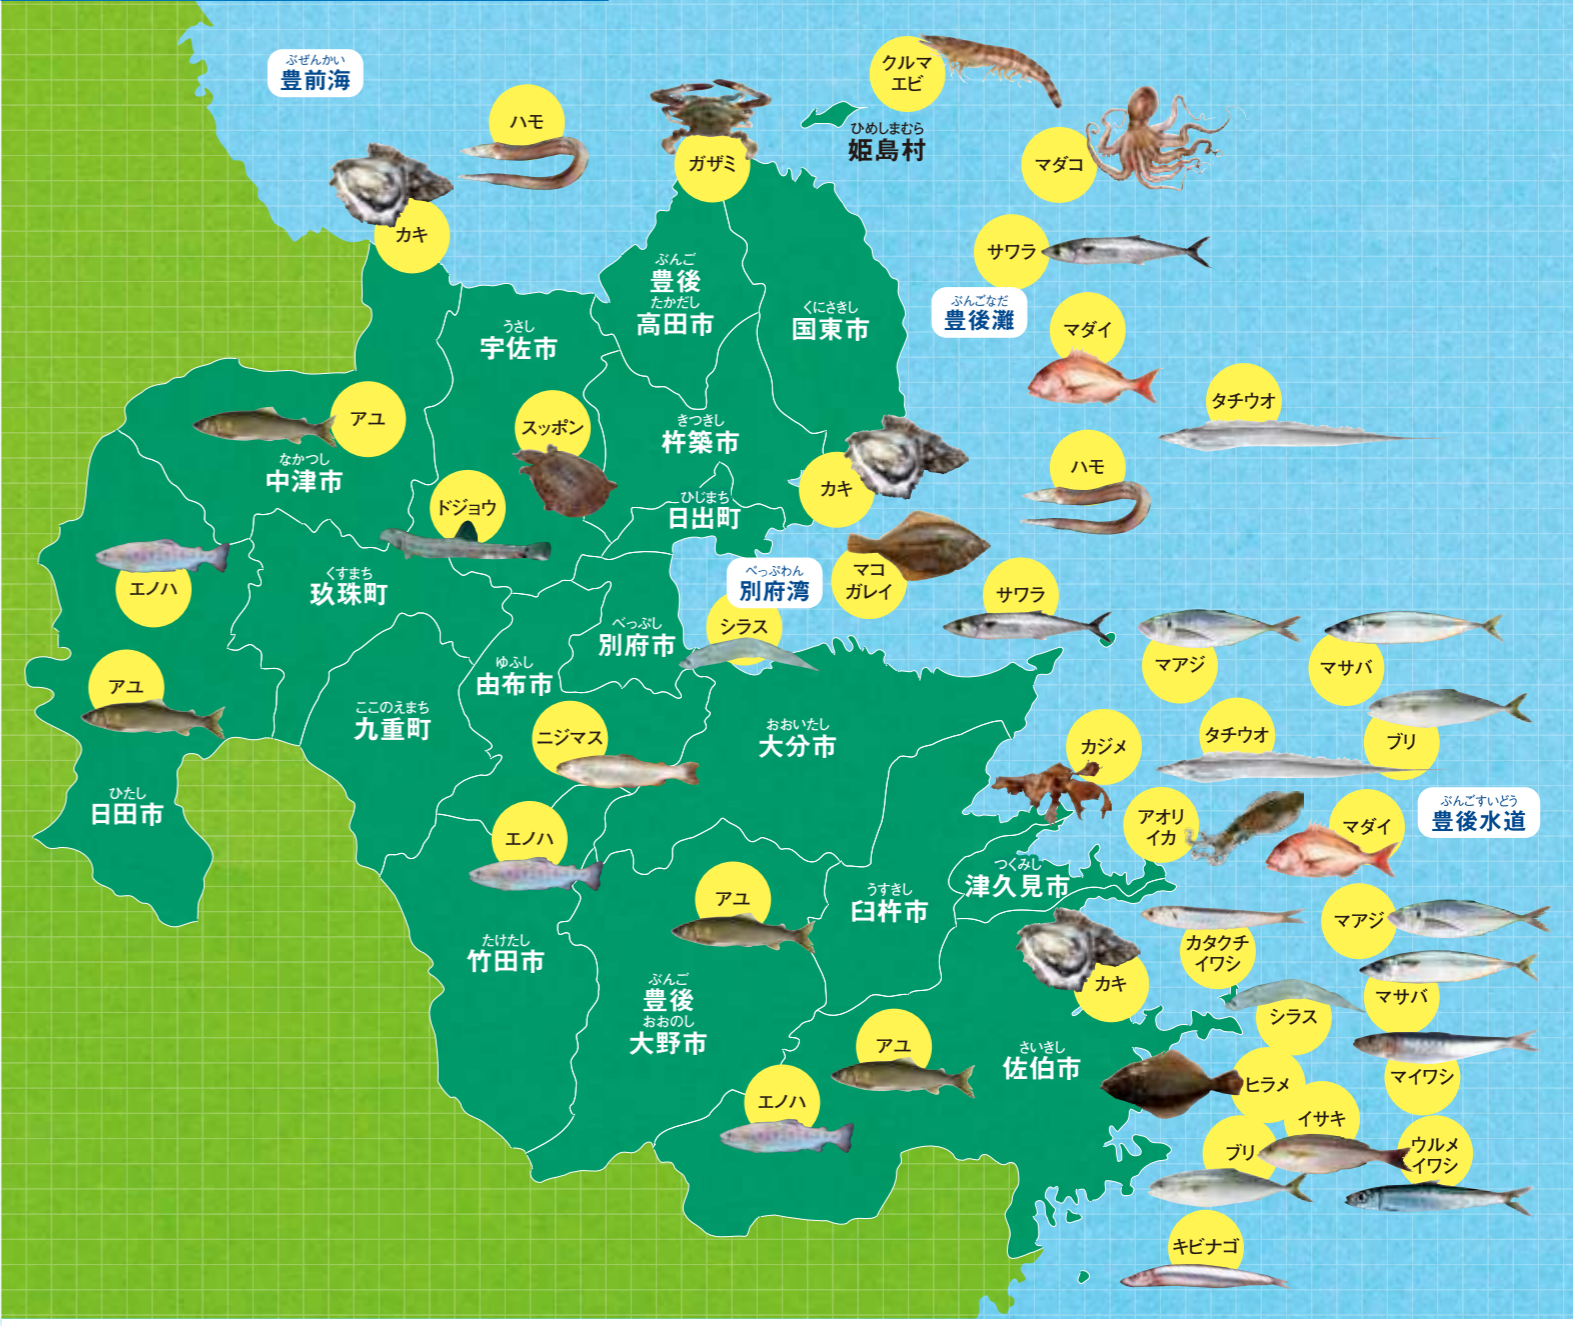 ぶぜんかい
豊前海
ハモ
カキ
ガザミ
クルマ
エビ
ひめしまむら
姫島村
マダコ
サワラ
ぶんごなだ
豊後灘
マダイ
タチウオ
ハモ
ぶんご
豊後
たかだし
高田市
くにさきし
国東市
うさし
宇佐市
アユ
なかつし
中津市
スッポン
きつきし
杵築市
ドジョウ
ひじまち
日出町
カキ
マコ
ガレイ
べっぷわん
別府湾
シラス
サワラ
エノハ
くすまち
玖珠町
べっぷし
別府市
ゆふし
由布市
アユ
ここのえまち
九重町
ニジマス
おおいたし
大分市
ひたし
日田市
マアジ
マサバ
カジメ
タチウオ
ブリ
ぶんごすいどう
豊後水道
アオリ
イカ
マダイ
エノハ
アユ
うすきし
臼杵市
つくみし
津久見市
たけたし
竹田市
ぶんご
豊後
おおのし
大野市
カキ
カタクチ
イワシ
マアジ
マサバ
シラス
アユ
さいきし
佐伯市
マイワシ
ヒラメ
エノハ
イサキ
ブリ
ウルメ
イワシ
キビナゴ